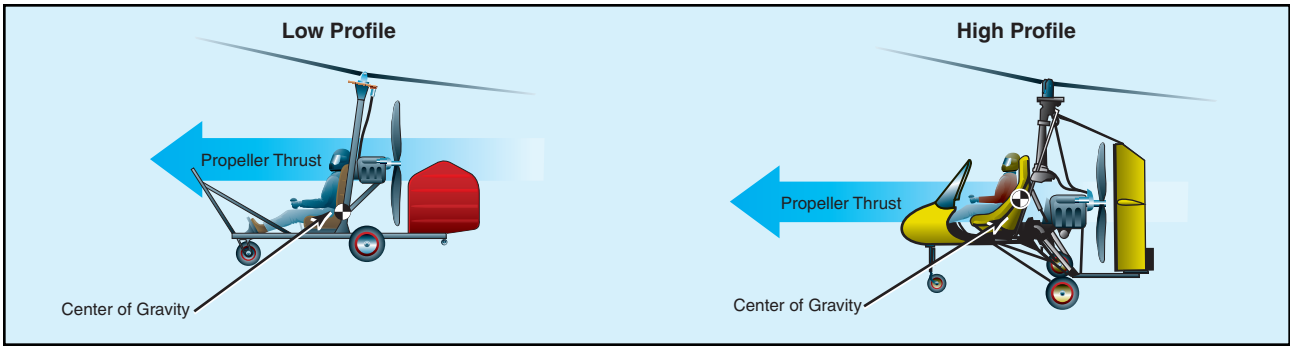 Low Profile
Propeller Thrust
Center of Gravity
High Profile
Propeller Thrust
Center of Gravity